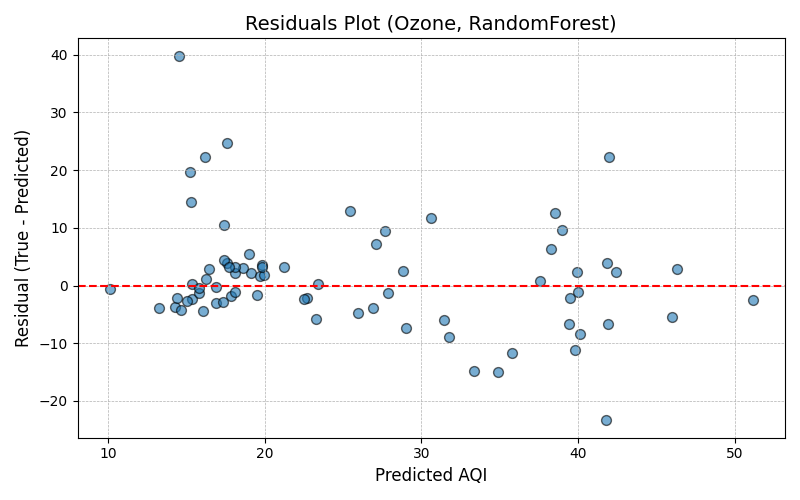 Residuals Plot (Ozone, RandomForest)
Residual (True - Predicted)
40
30
20
10
0
−10
−20
10 20 30 40 50
Predicted AQI